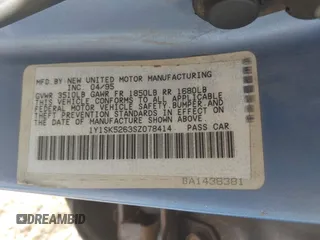 MFD BY NEW UNITED MOTOR MANUFACTURING
INC. 04/95
GVWR 3510LB GAWR FR 1850LB RR 1680LB
THIS VEHICLE CONFORMS TO ALL APPLICABLE
FEDERAL MOTOR VEHICLE SAFETY, BUMPER, AND
THEFT PREVENTION STANDARDS IN EFFECT ON
THE DATE OF MANUFACTURE SHOWN ABOVE.
1Y1SK5263SZ078414 PASS CAR
8A1438381
@DREAMBID